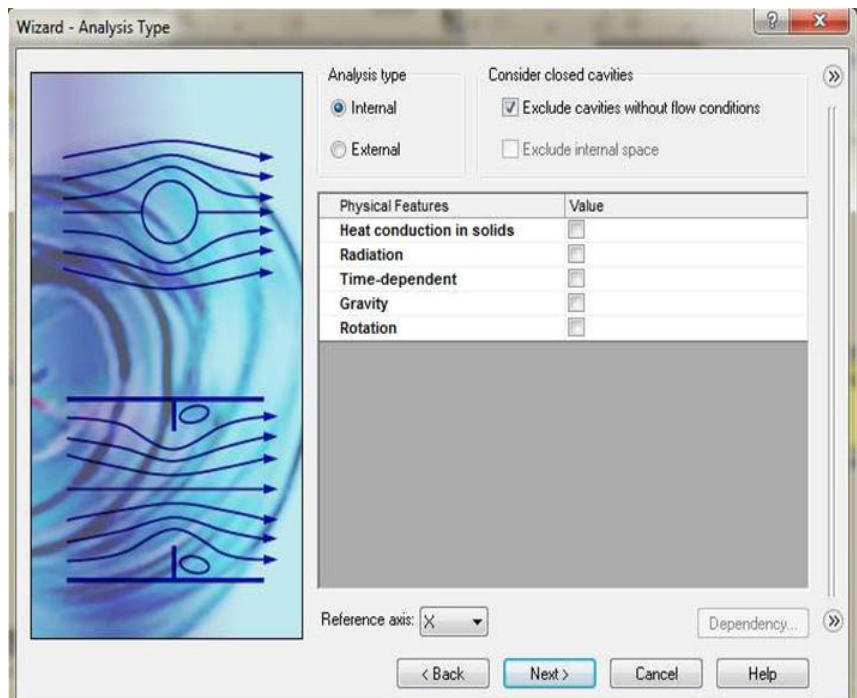 Wizard - Analysis Type
Analysis type
Internal
External
Consider closed cavities
Exclude cavities without flow conditions
Exclude internal space
Physical Features Value
Heat conduction in solids
Radiation
Time-dependent
Gravity
Rotation
Reference axis: X
Dependency...
< Back Next > Cancel Help